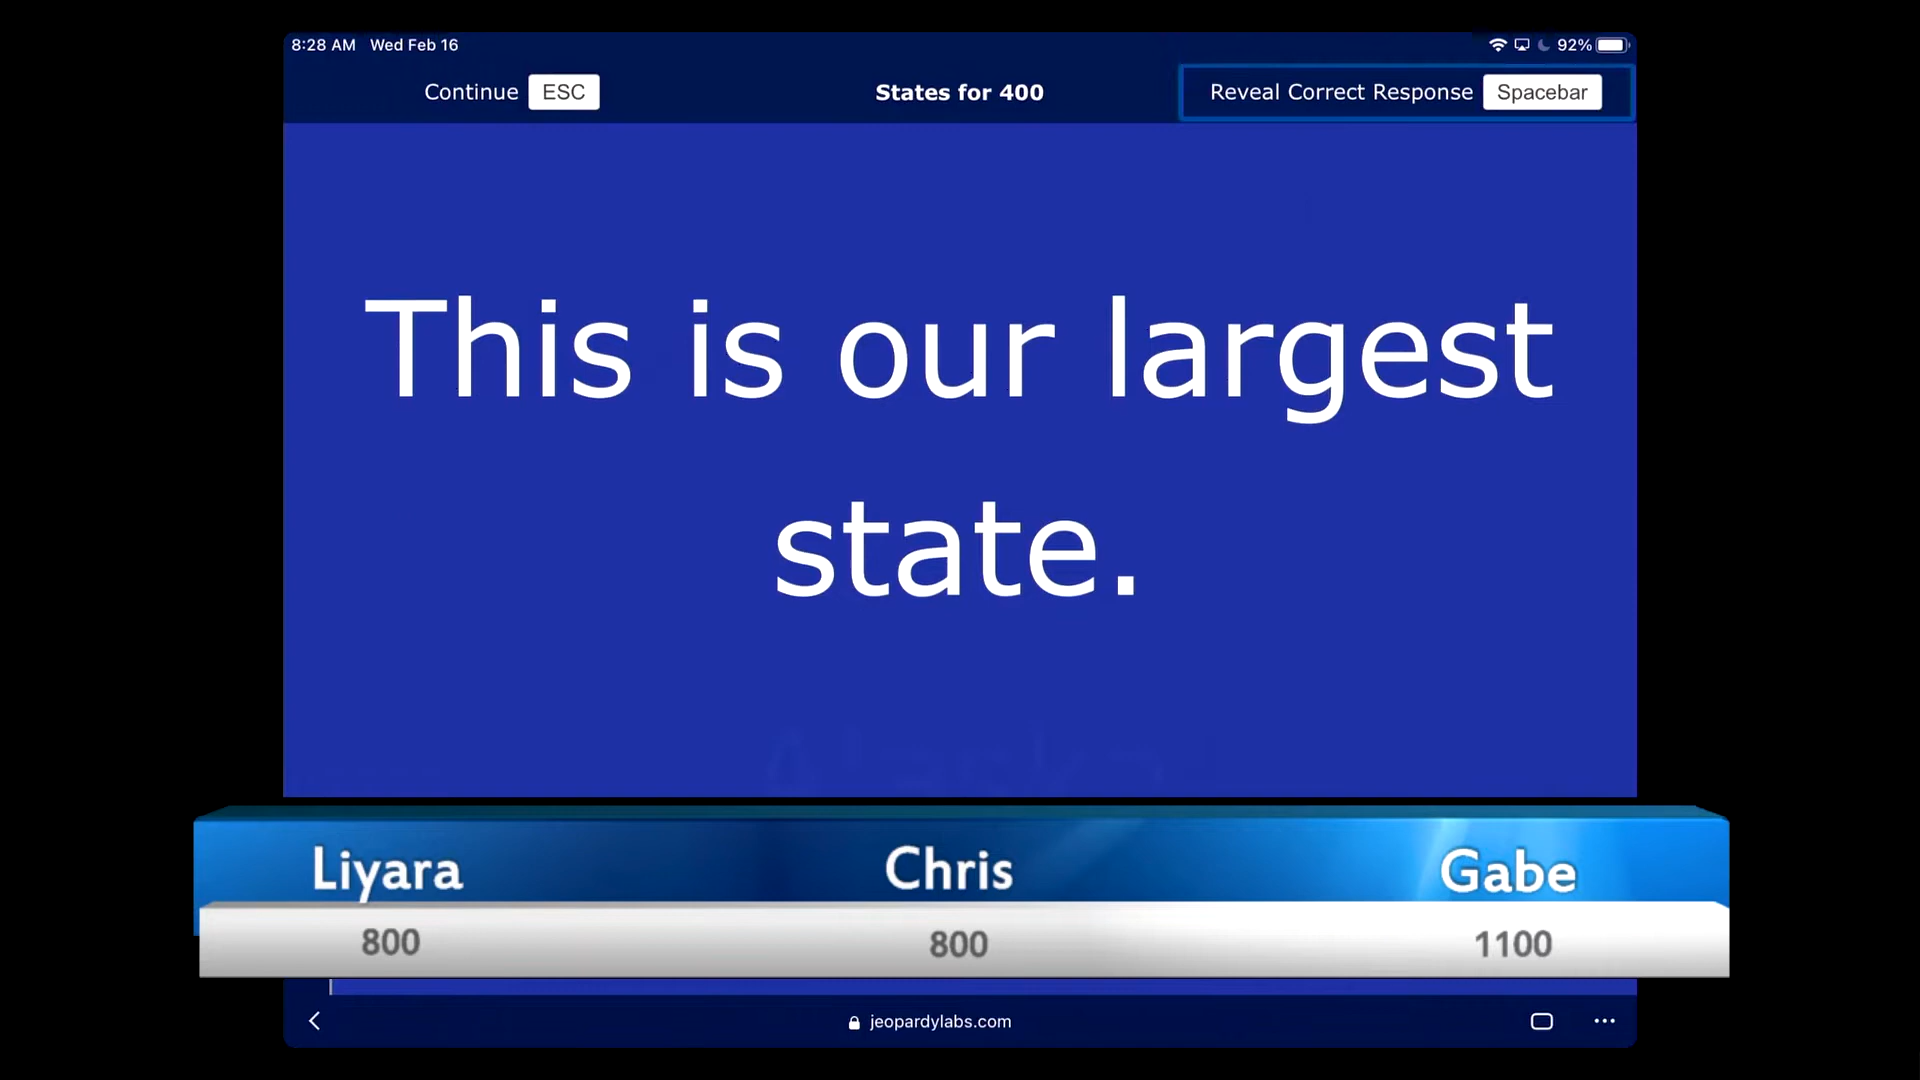 8:28 AM Wed Feb 16 92%
Continue ESC States for 400 Reveal Correct Response Spacebar
This is our largest
state.
Alaska
Liyara Chris Gabe
800 800 1100
jeopardylabs.com